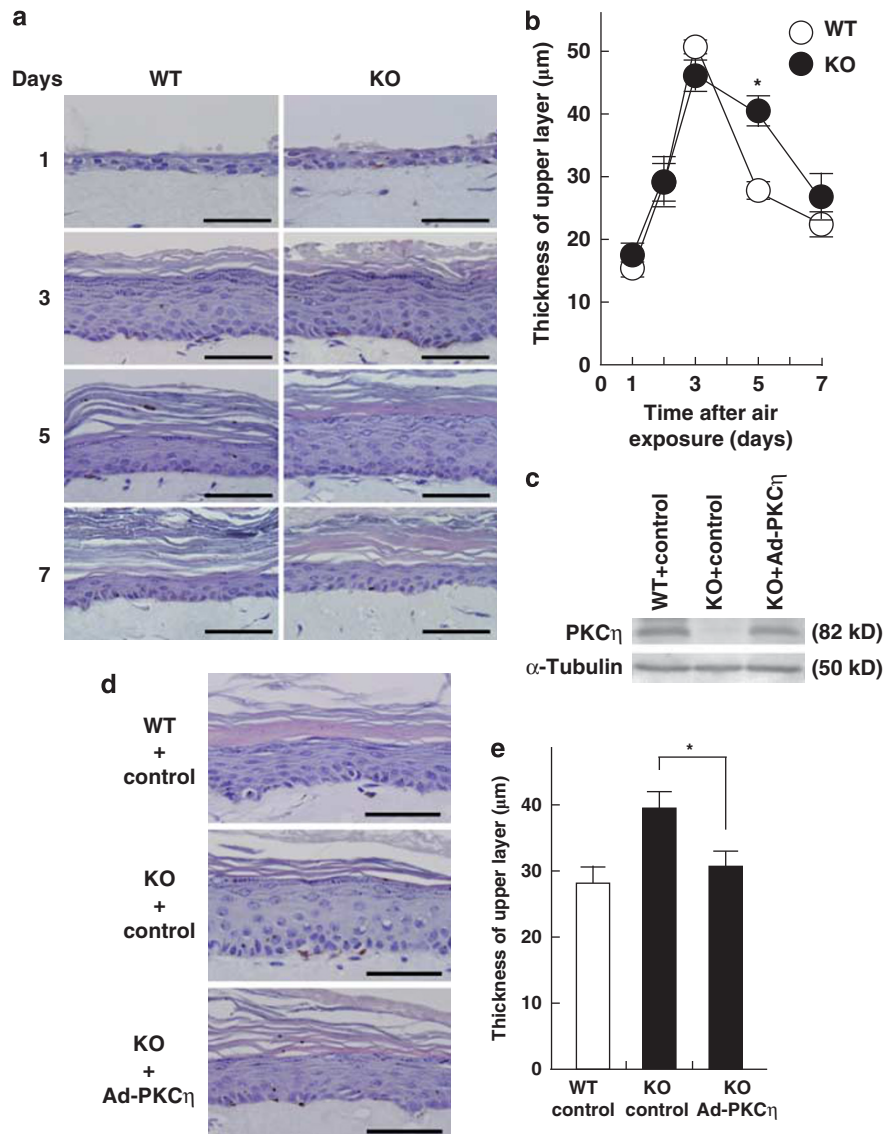 a
Days WT KO
1
3
5
7
b
WT
KO
Thickness of upper layer (μm)
50
40
30
20
10
0
*
0 1 3 5 7
Time after air
exposure (days)
c
WT+control
KO+control
KO+Ad-PKCη
PKCη (82 kD)
α-Tubulin (50 kD)
d
WT
+
control
KO
+
control
KO
+
Ad-PKCη
e
Thickness of upper layer (μm)
40
30
20
10
0
*
WT
control
KO
control
KO
Ad-PKCη